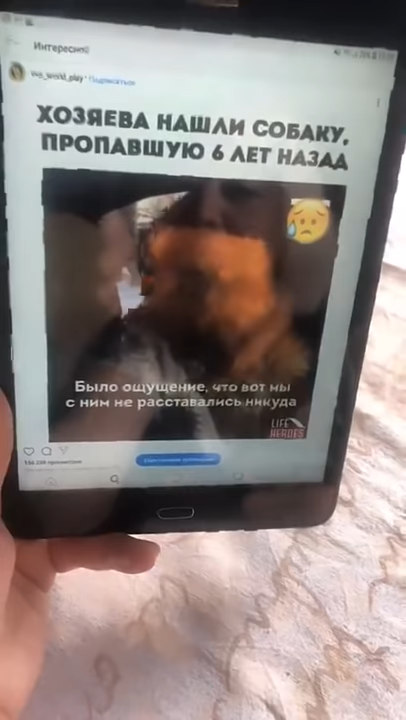 Интересное
Подписаться
ХОЗЯЕВА НАШЛИ СОБАКУ,
ПРОПАВШУЮ 6 ЛЕТ НАЗАД
Было ощущение, что вот мы
с ним не расставались никуда
LIFE
HEROES